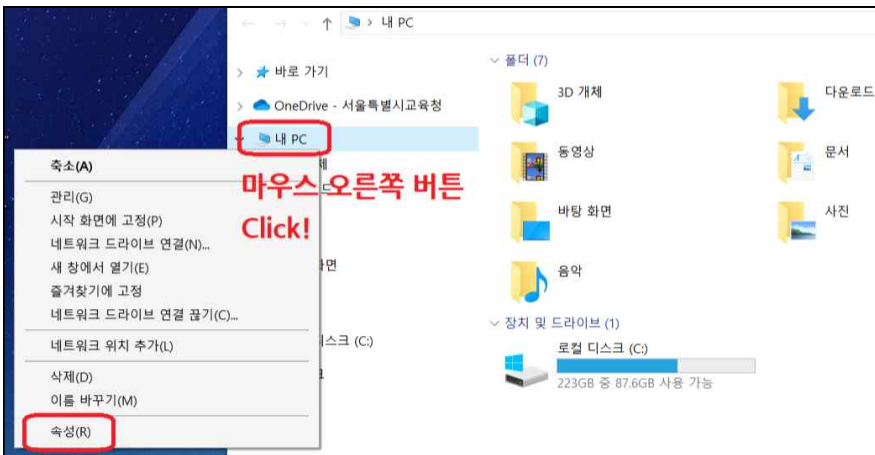 내 PC
바로 가기
OneDrive - 서울특별시교육청
내 PC
마우스 오른쪽 버튼
Click!
축소(A)
관리(G)
시작 화면에 고정(P)
네트워크 드라이브 연결(N)...
새 창에서 열기(E)
즐겨찾기에 고정
네트워크 드라이브 연결 끊기(C)...
네트워크 위치 추가(L)
삭제(D)
이름 바꾸기(M)
속성(R)
면
스크 (C:)
폴더 (7)
3D 개체
다운로드
동영상
문서
바탕 화면
사진
음악
장치 및 드라이브 (1)
로컬 디스크 (C:)
223GB 중 87.6GB 사용 가능